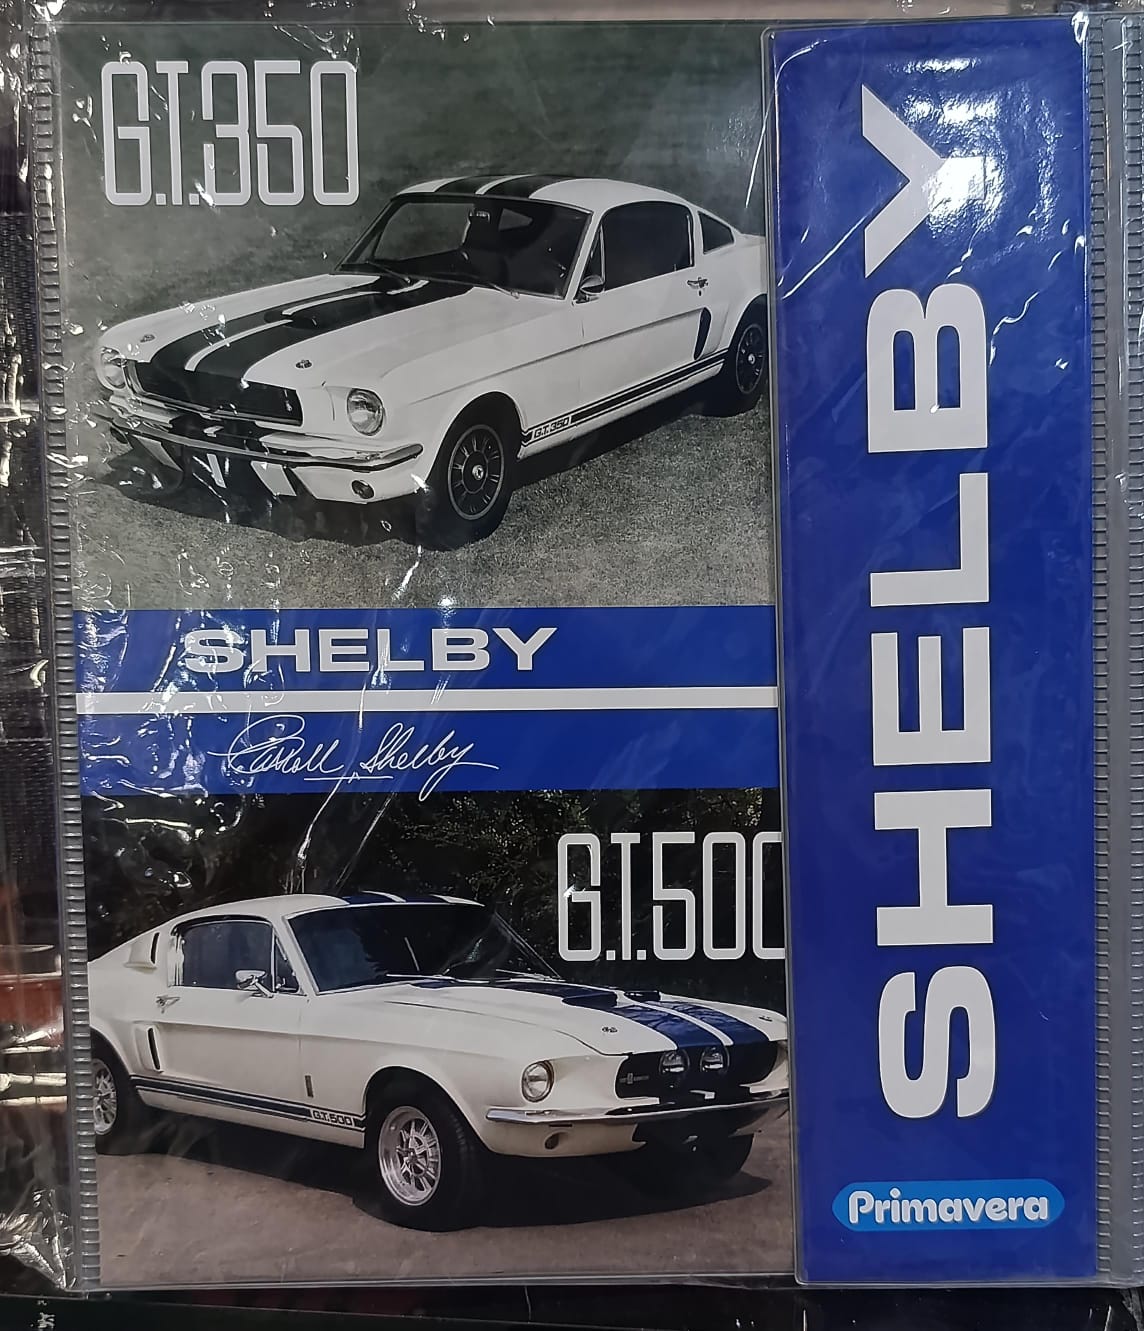 G.T.350
G.T. 350
SHELBY
Carroll Shelby
G.T.500
G.T.500
SHELBY
Primavera